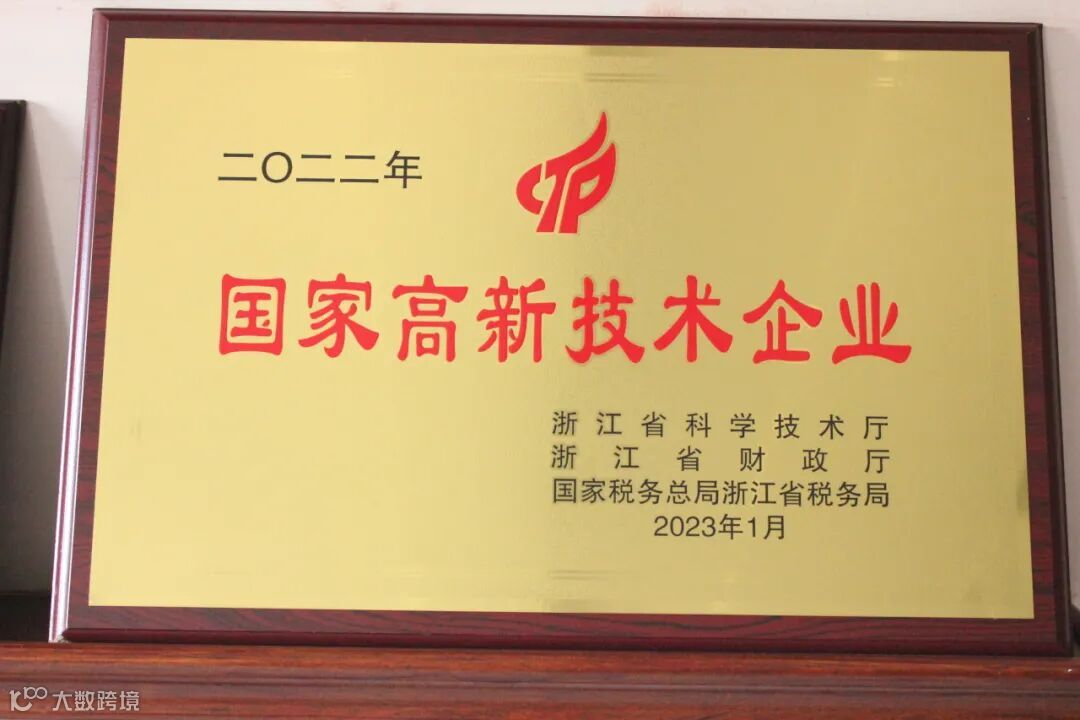 二〇二二年
CTP
国家高新技术企业
浙江省科学技术厅
浙江省财政厅
国家税务总局浙江省税务局
2023年1月
大数跨境